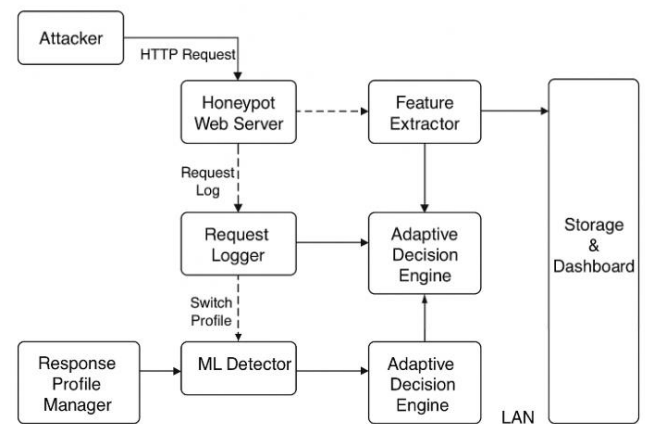 Attacker
HTTP Request
Honeypot
Web Server
Feature
Extractor
Request
Log
Request
Logger
Adaptive
Decision
Engine
Storage
&
Dashboard
Switch
Profile
Response
Profile
Manager
ML Detector
Adaptive
Decision
Engine
LAN